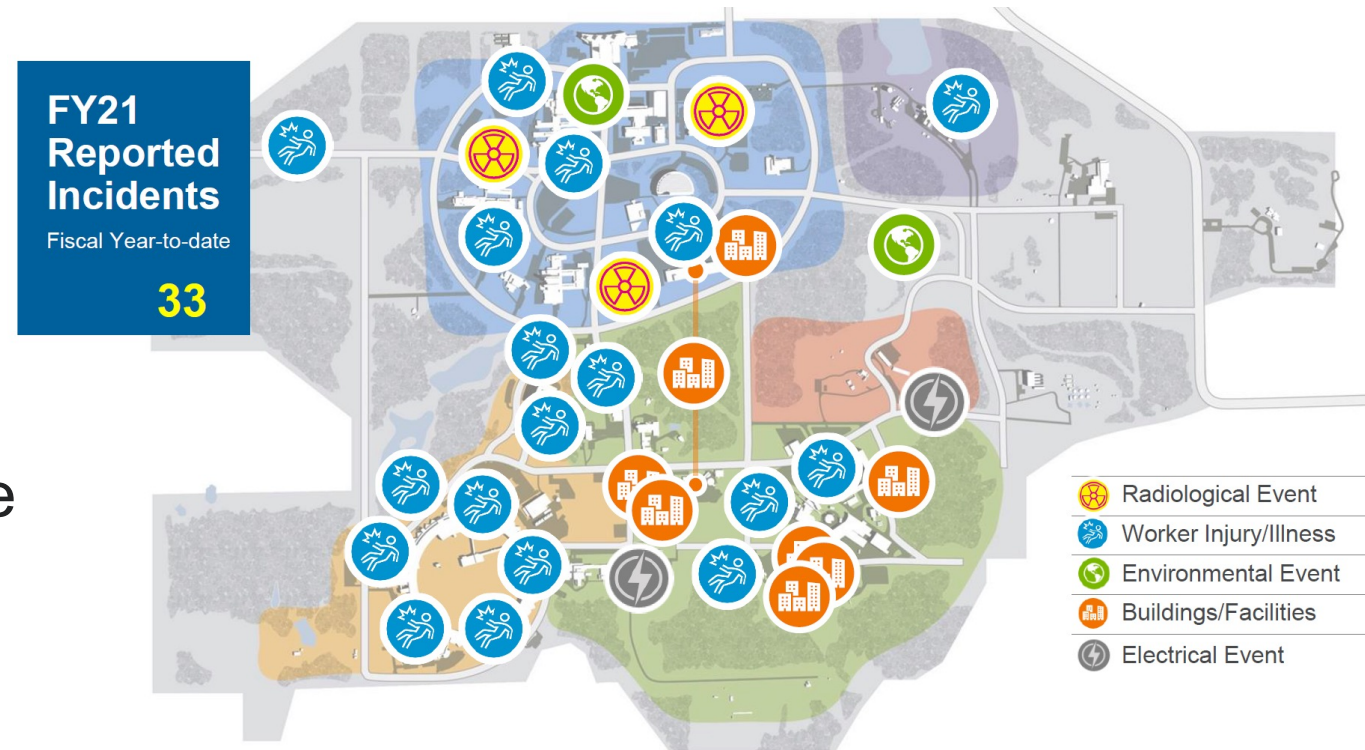 FY21
Reported
Incidents
Fiscal Year-to-date
33
e
Radiological Event
Worker Injury/Illness
Environmental Event
Buildings/Facilities
Electrical Event